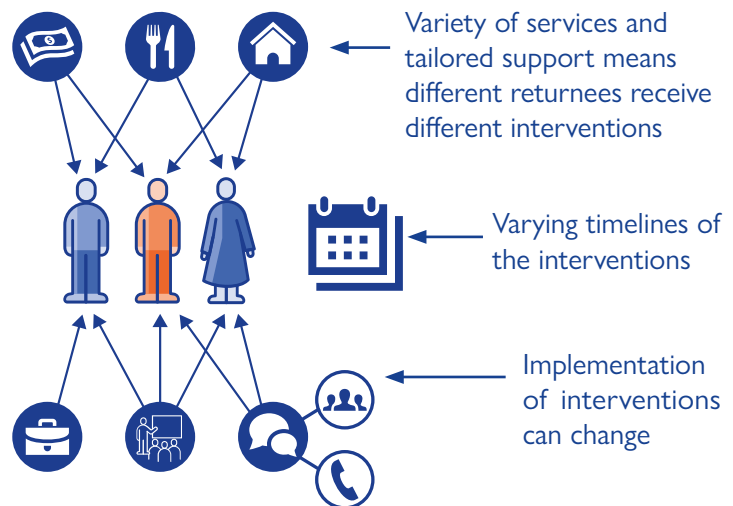 Variety of services and
tailored support means
different returnees receive
different interventions
Varying timelines of
the interventions
Implementation
of interventions
can change